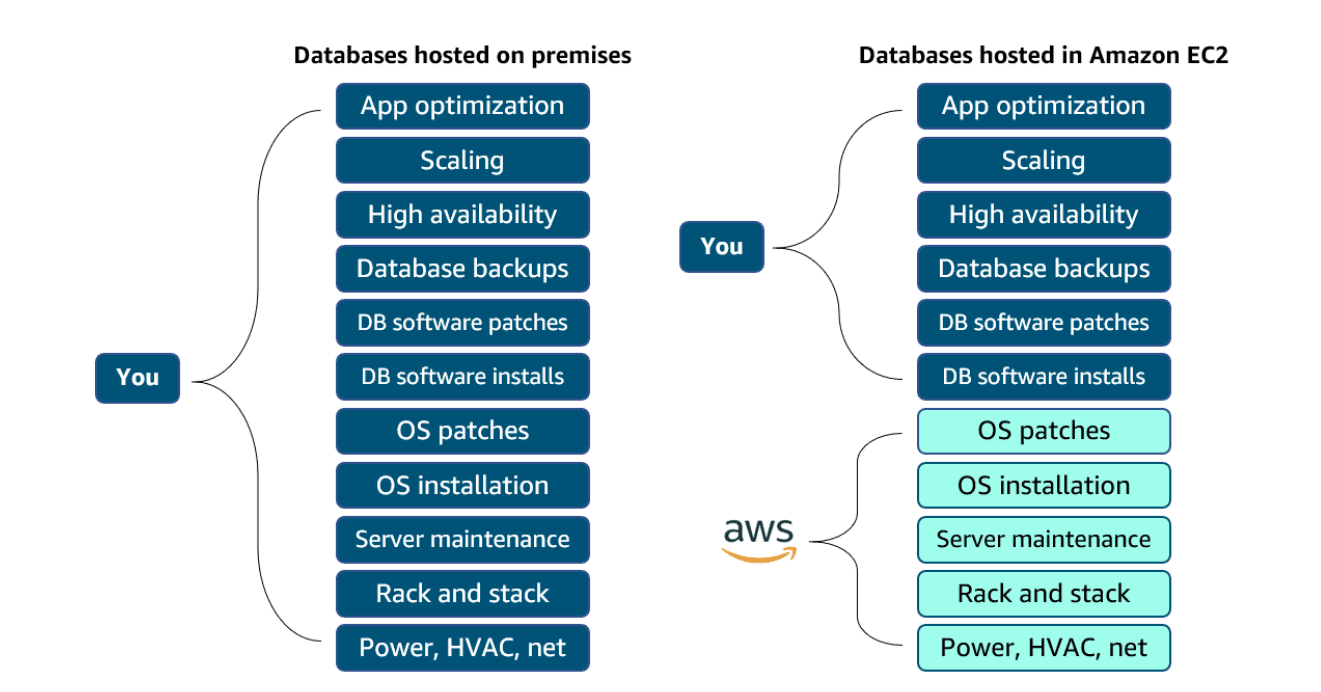 Databases hosted on premises
You
App optimization
Scaling
High availability
Database backups
DB software patches
DB software installs
OS patches
OS installation
Server maintenance
Rack and stack
Power, HVAC, net
Databases hosted in Amazon EC2
You
App optimization
Scaling
High availability
Database backups
DB software patches
DB software installs
aws
OS patches
OS installation
Server maintenance
Rack and stack
Power, HVAC, net